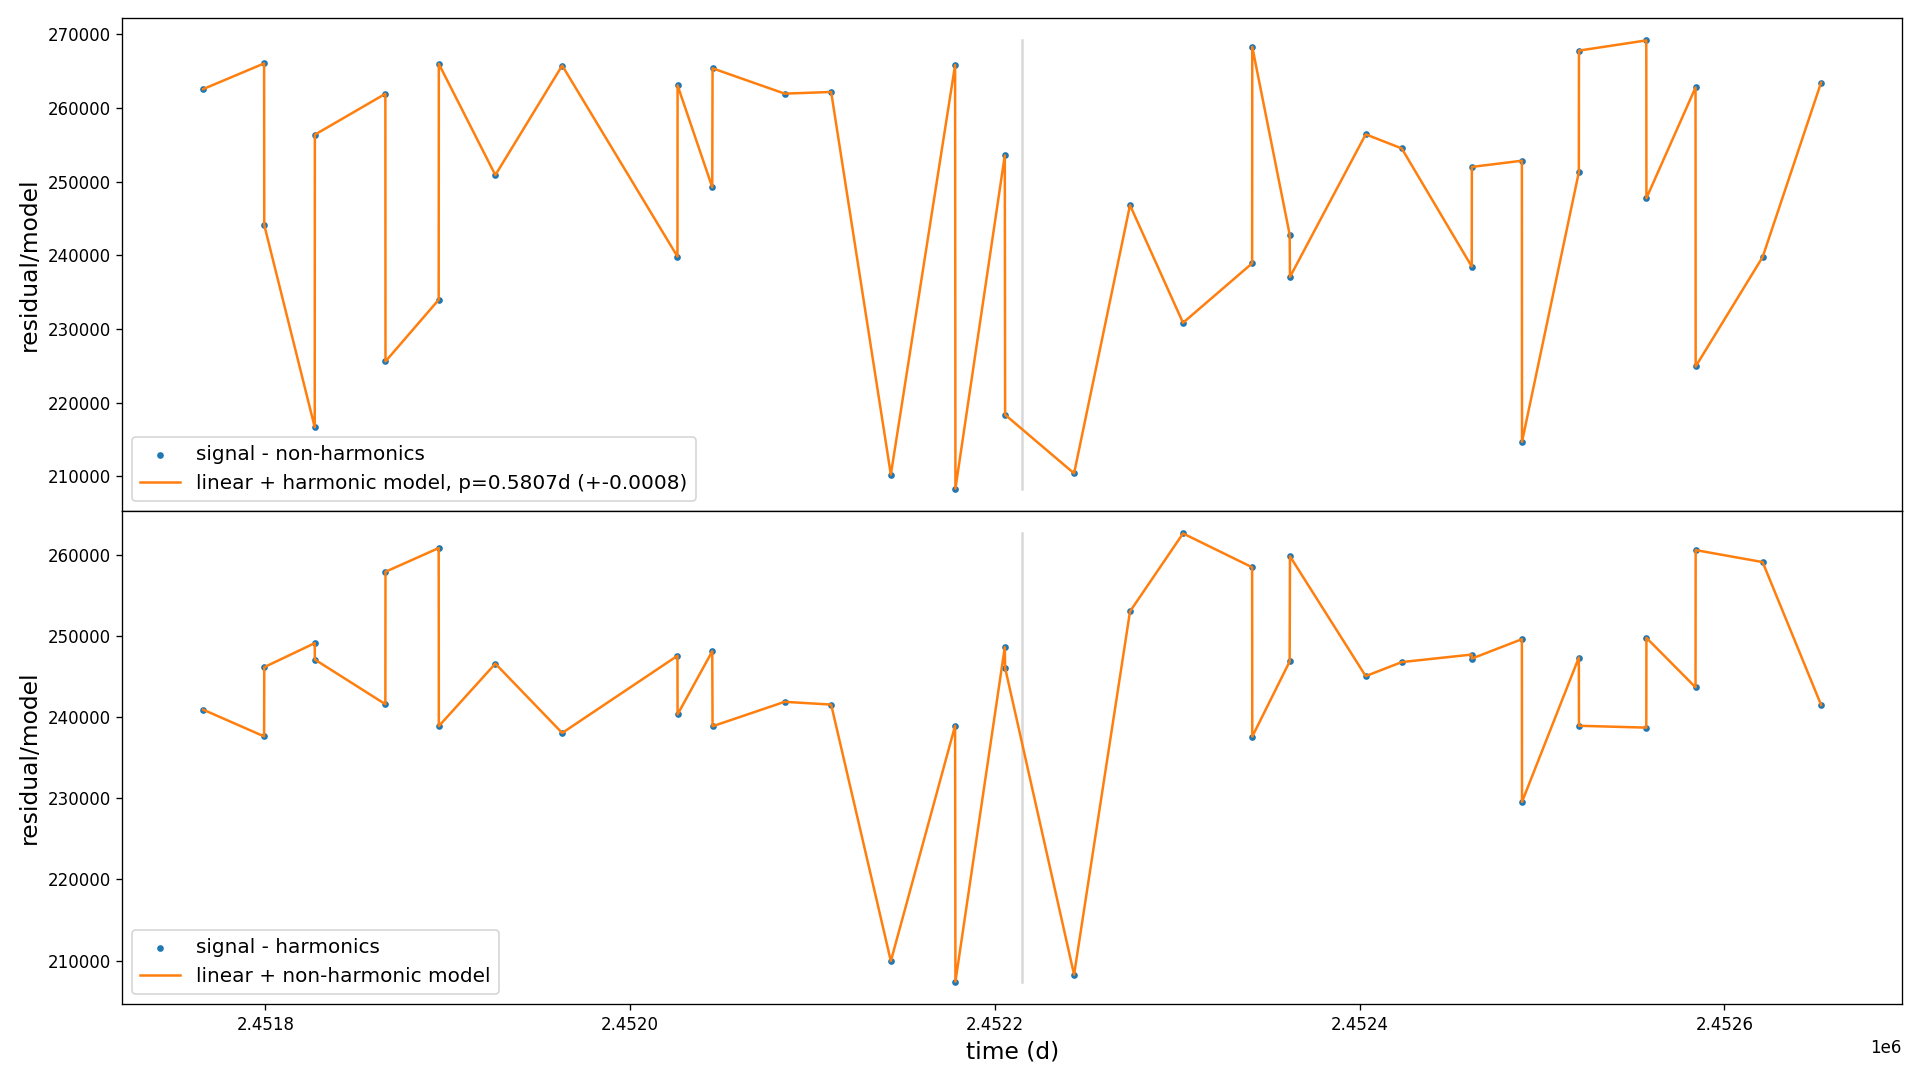 270000
260000
250000
240000
230000
220000
210000
residual/model
signal - non-harmonics
linear + harmonic model, p=0.5807d (+-0.0008)
260000
250000
240000
230000
220000
210000
residual/model
signal - harmonics
linear + non-harmonic model
2.4518 2.4520 2.4522 2.4524 2.4526
1e6
time (d)